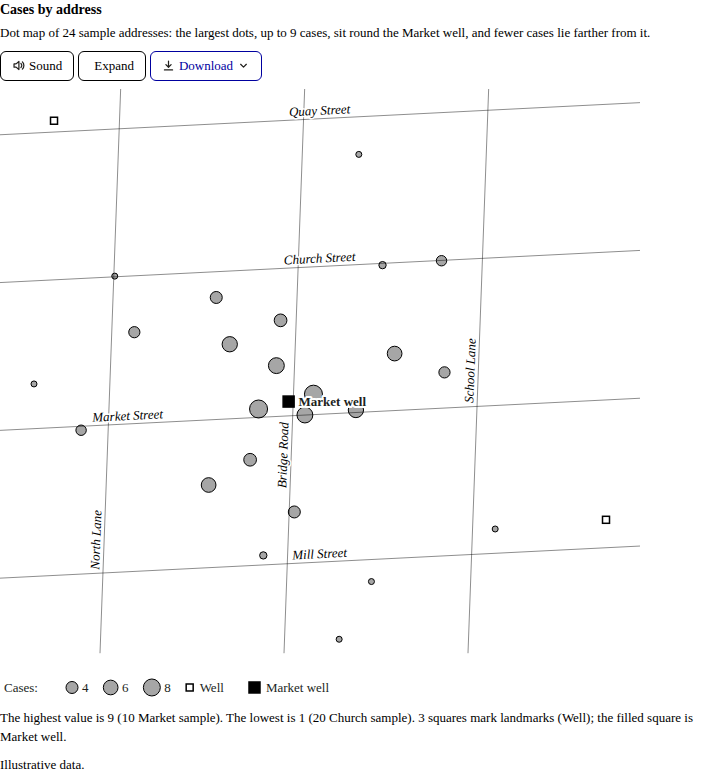 Cases by address
Dot map of 24 sample addresses: the largest dots, up to 9 cases, sit round the Market well, and fewer cases lie farther from it.
Sound
Expand
Download
Quay Street
Church Street
School Lane
Market well
Market Street
Bridge Road
North Lane
Mill Street
Cases:
4
6
8
Well
Market well
The highest value is 9 (10 Market sample). The lowest is 1 (20 Church sample). 3 squares mark landmarks (Well); the filled square is
Market well.
Illustrative data.